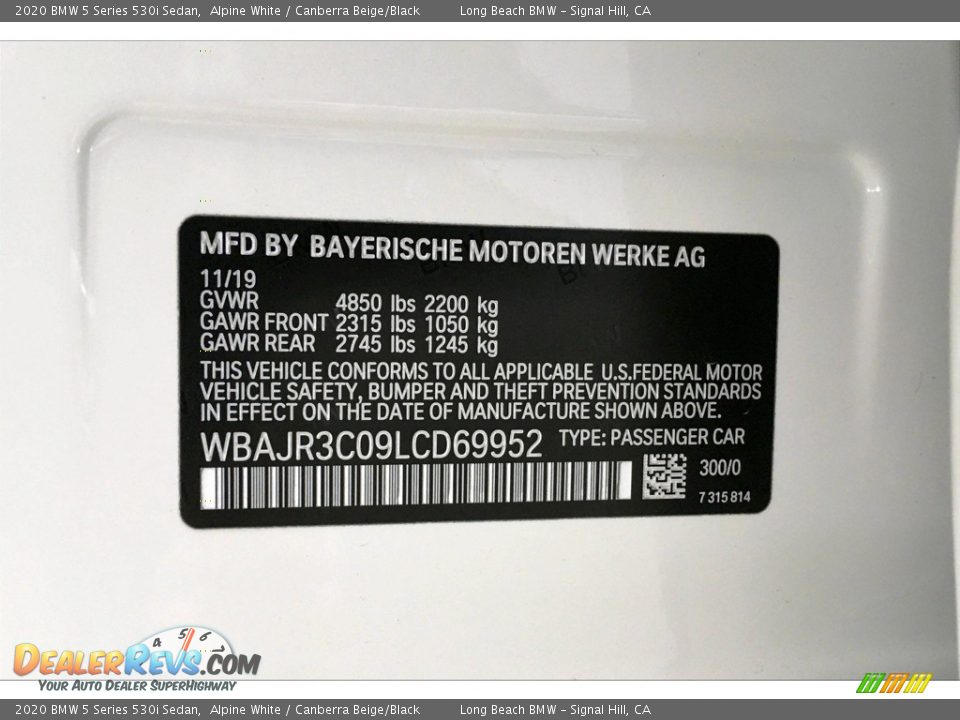 2020 BMW 5 Series 530i Sedan, Alpine White / Canberra Beige/Black Long Beach BMW - Signal Hill, CA
MFD BY BAYERISCHE MOTOREN WERKE AG
11/19
GVWR 4850 lbs 2200 kg
GAWR FRONT 2315 lbs 1050 kg
GAWR REAR 2745 lbs 1245 kg
THIS VEHICLE CONFORMS TO ALL APPLICABLE U.S.FEDERAL MOTOR
VEHICLE SAFETY, BUMPER AND THEFT PREVENTION STANDARDS
IN EFFECT ON THE DATE OF MANUFACTURE SHOWN ABOVE.
WBAJR3C09LCD69952 TYPE: PASSENGER CAR
300/0
7 315 814
4 5 6 7
DEALERREVS.COM
YOUR AUTO DEALER SUPERHIGHWAY
2020 BMW 5 Series 530i Sedan, Alpine White / Canberra Beige/Black Long Beach BMW - Signal Hill, CA